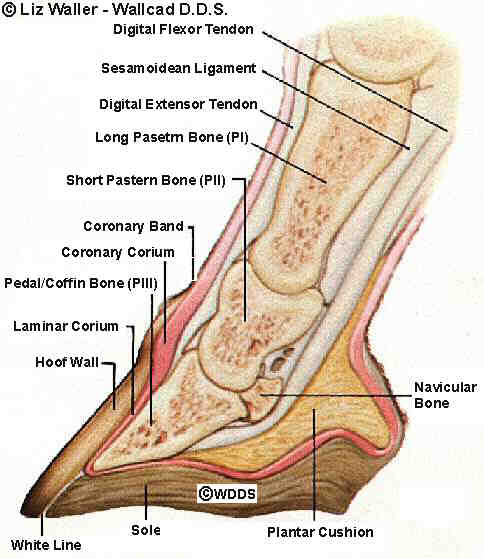 © Liz Waller - Wallcad D.D.S.
Digital Flexor Tendon
Sesamoidean Ligament
Digital Extensor Tendon
Long Pasetrn Bone (PI)
Short Pastern Bone (PII)
Coronary Band
Coronary Corium
Pedal/Coffin Bone (PIII)
Laminar Corium
Hoof Wall
Navicular
Bone
©WDDS
Sole
Plantar Cushion
White Line